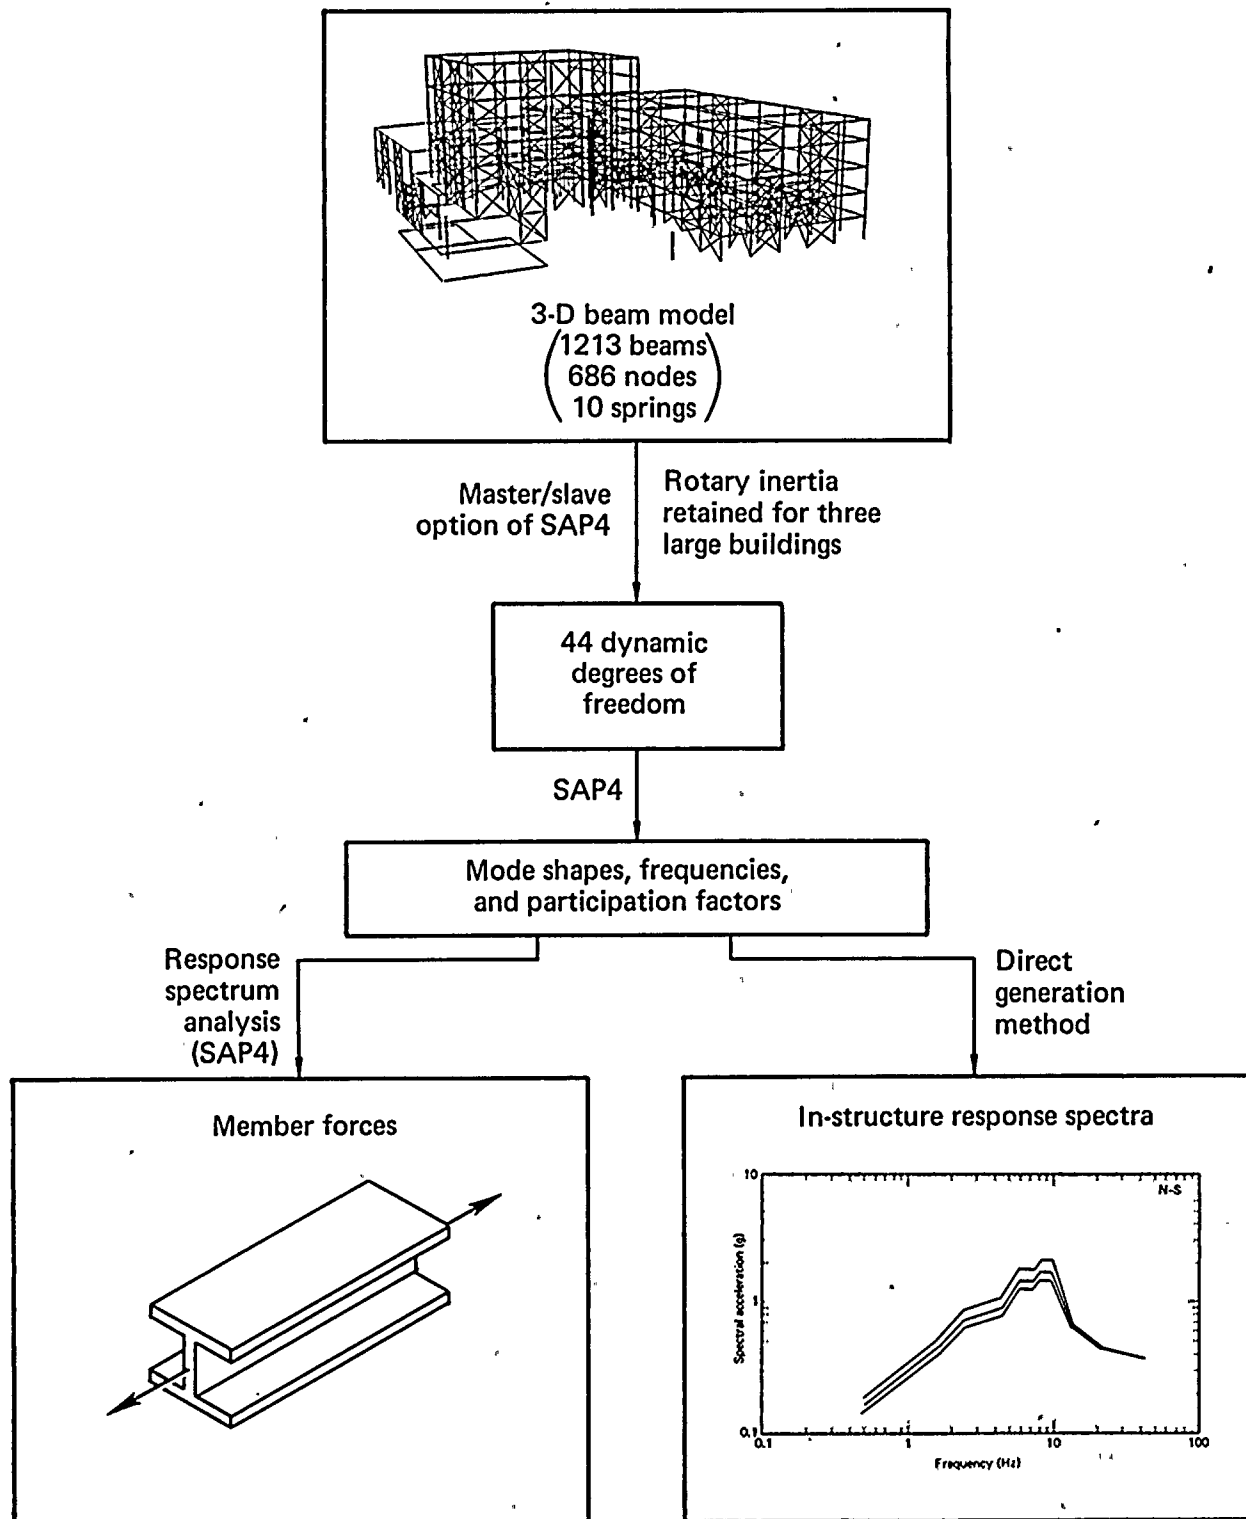 3-D beam model
1213 beams
686 nodes
10 springs
Master/slave
option of SAP4
Rotary inertia
retained for three
large buildings
44 dynamic
degrees of
freedom
SAP4
Mode shapes, frequencies,
and participation factors
Response
spectrum
analysis
(SAP4)
Direct
generation
method
Member forces
In-structure response spectra
N-S
Spectral acceleration (g)
10
1
0.1
0.1
1
10
100
Frequency (Hz)